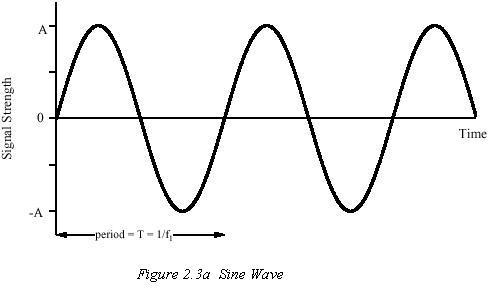 A
Signal Strength
0
Time
-A
period = T = 1/f₁
Figure 2.3a Sine Wave